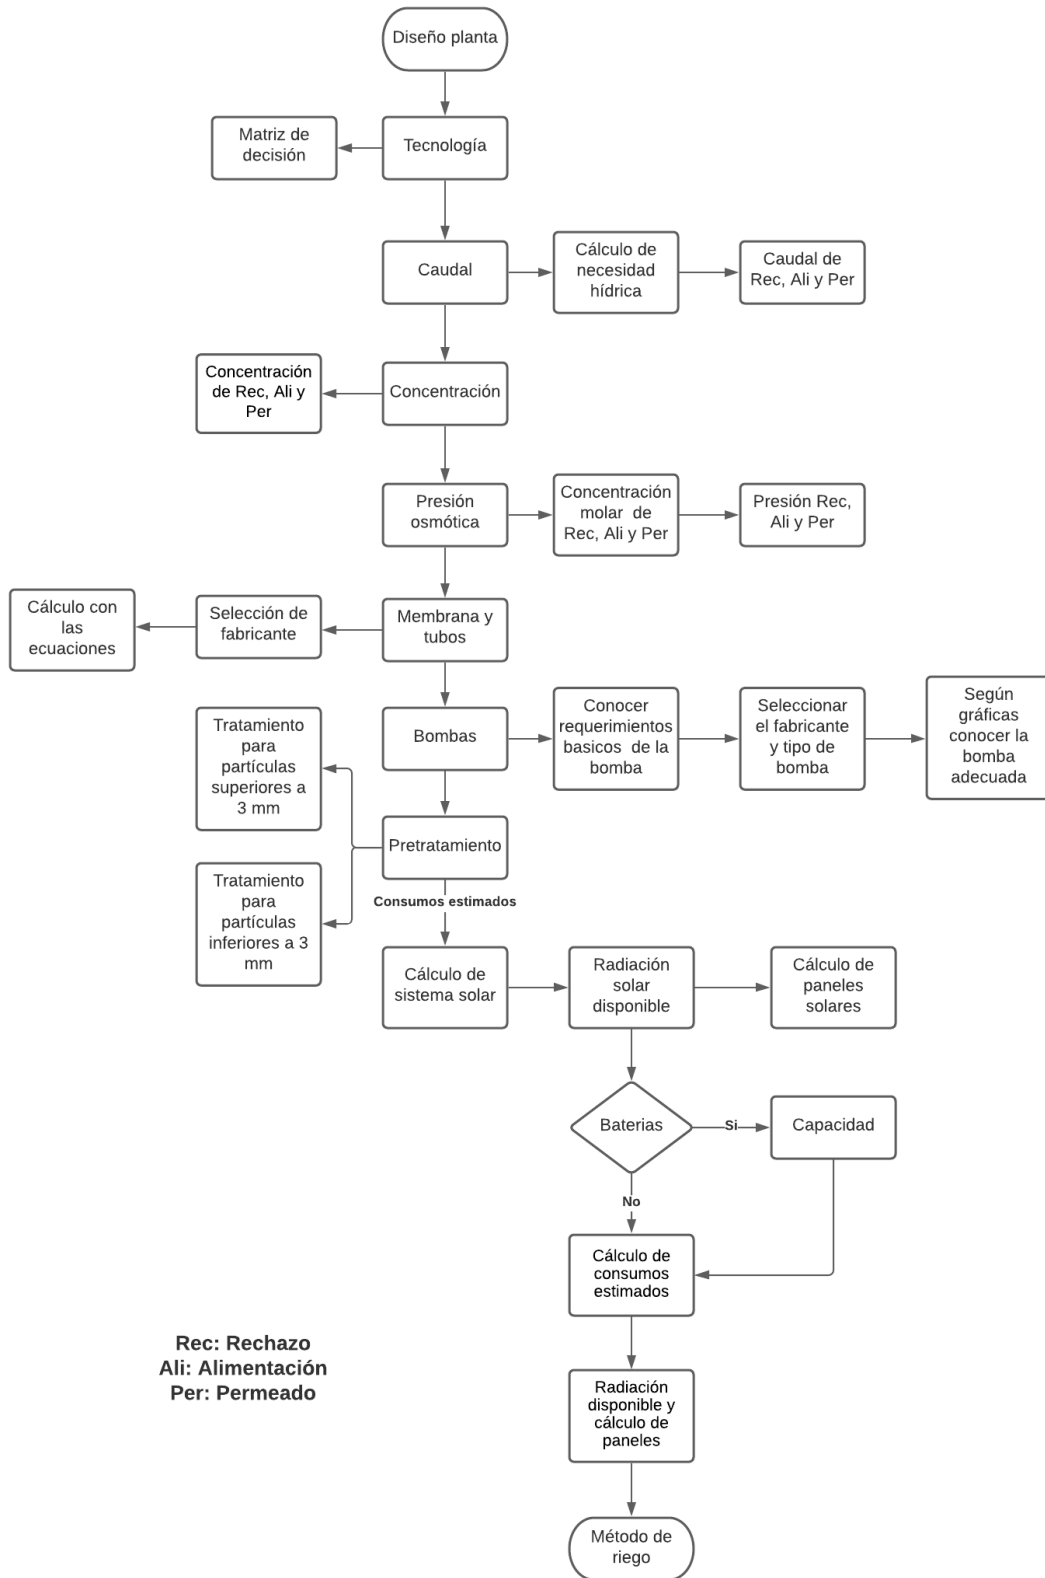 Diseño planta
Matriz de
decisión
Tecnología
Caudal
Cálculo de
necesidad
hídrica
Caudal de
Rec, Ali y Per
Concentración
de Rec, Ali y
Per
Concentración
Presión
osmótica
Concentración
molar de
Rec, Ali y Per
Presión Rec,
Ali y Per
Cálculo con
las
ecuaciones
Selección de
fabricante
Membrana y
tubos
Bombas
Conocer
requerimientos
basicos de la
bomba
Seleccionar
el fabricante
y tipo de
bomba
Según
gráficas
conocer la
bomba
adecuada
Tratamiento
para
partículas
superiores a
3 mm
Pretratamiento
Tratamiento
para
partículas
inferiores a 3
mm
Consumos estimados
Cálculo de
sistema solar
Radiación
solar
disponible
Cálculo de
paneles
solares
Baterias
Si
Capacidad
No
Cálculo de
consumos
estimados
Rec: Rechazo
Ali: Alimentación
Per: Permeado
Radiación
disponible y
cálculo de
paneles
Método de
riego